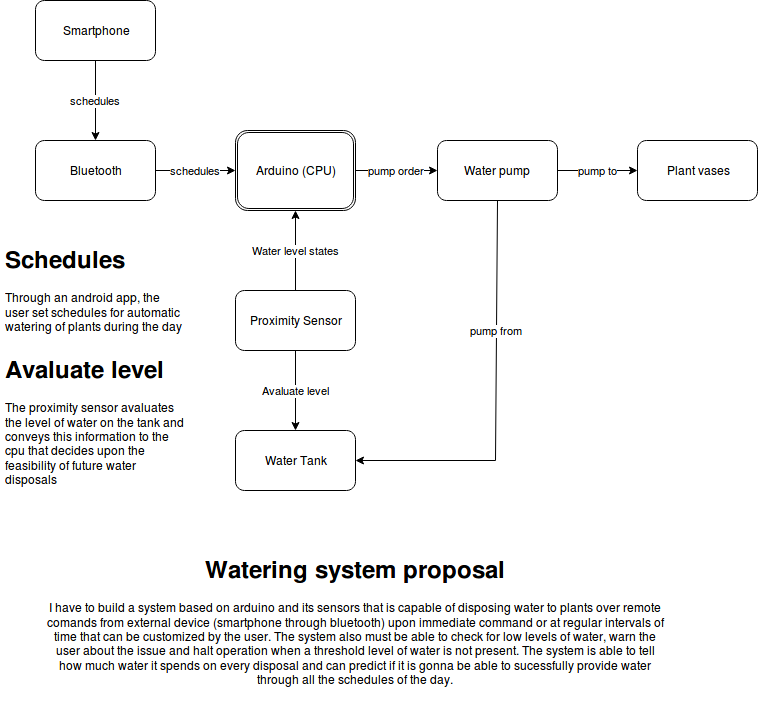 Smartphone
schedules
Bluetooth
schedules
Arduino (CPU)
pump order
Water pump
pump to
Plant vases
Water level states
Schedules
Through an android app, the
user set schedules for automatic
watering of plants during the day
Proximity Sensor
pump from
Avaluate level
The proximity sensor avaluates
the level of water on the tank and
conveys this information to the
cpu that decides upon the
feasibility of future water
disposals
Avaluate level
Water Tank
Watering system proposal
I have to build a system based on arduino and its sensors that is capable of disposing water to plants over remote
comands from external device (smartphone through bluetooth) upon immediate command or at regular intervals of
time that can be customized by the user. The system also must be able to check for low levels of water, warn the
user about the issue and halt operation when a threshold level of water is not present. The system is able to tell
how much water it spends on every disposal and can predict if it is gonna be able to sucessfully provide water
through all the schedules of the day.